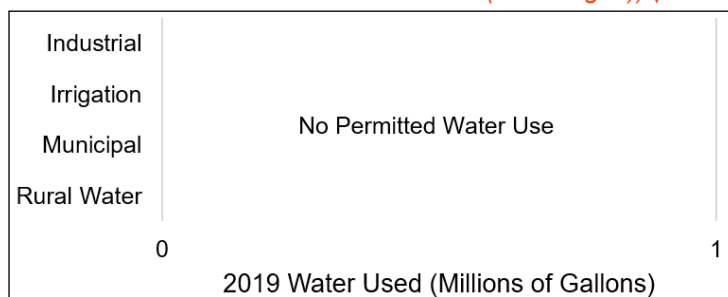 Industrial
Irrigation
No Permitted Water Use
Municipal
Rural Water
0 1
2019 Water Used (Millions of Gallons)